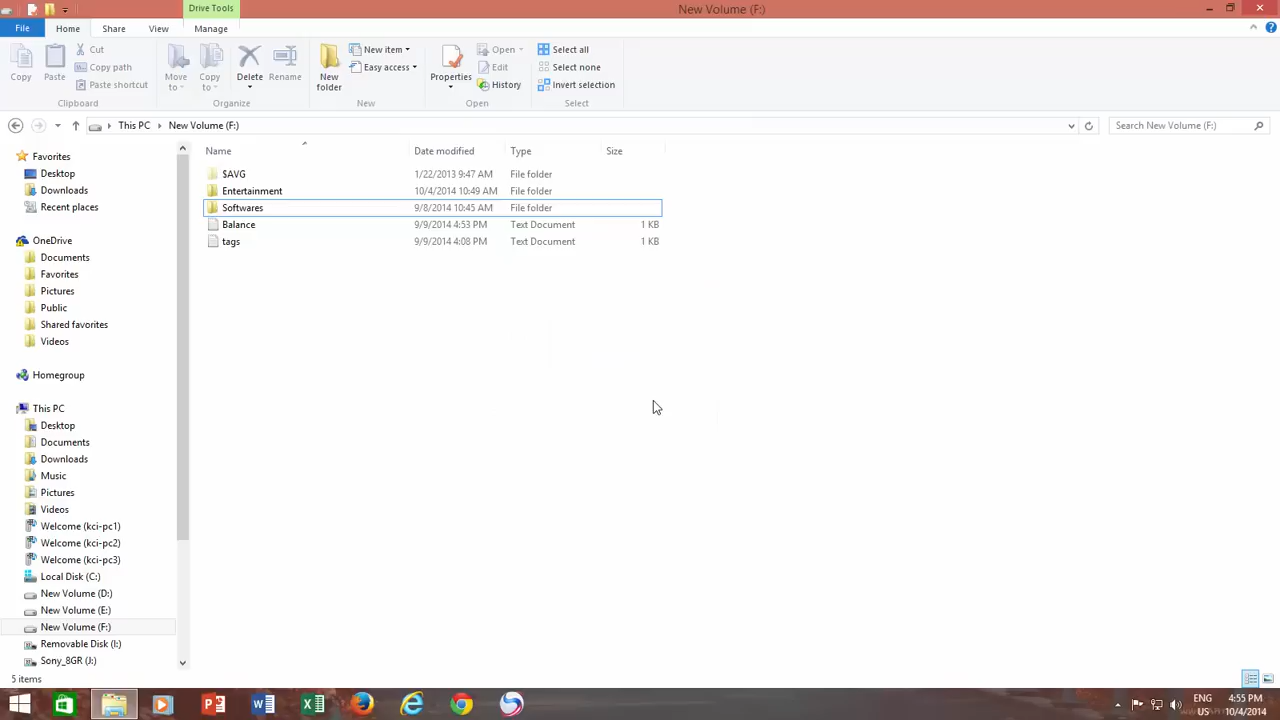 Drive Tools
New Volume (F:)
File Home Share View Manage
Copy
Paste
Cut
Copy path
Paste shortcut
Clipboard
Move to
Copy to
Delete
Rename
Organize
New folder
New item
Easy access
New
Properties
Open
Edit
History
Open
Select all
Select none
Invert selection
Select
This PC New Volume (F:)
Search New Volume (F:)
Name Date modified Type Size
$AVG 1/22/2013 9:47 AM File folder
Entertainment 10/4/2014 10:49 AM File folder
Softwares 9/8/2014 10:45 AM File folder
Balance 9/9/2014 4:53 PM Text Document 1 KB
tags 9/9/2014 4:08 PM Text Document 1 KB
Favorites
Desktop
Downloads
Recent places
OneDrive
Documents
Favorites
Pictures
Public
Shared favorites
Videos
Homegroup
This PC
Desktop
Documents
Downloads
Music
Pictures
Videos
Welcome (kci-pc1)
Welcome (kci-pc2)
Welcome (kci-pc3)
Local Disk (C:)
New Volume (D:)
New Volume (E:)
New Volume (F:)
Removable Disk (I:)
Sony_8GR (J:)
5 items
ENG
US
4:55 PM
10/4/2014